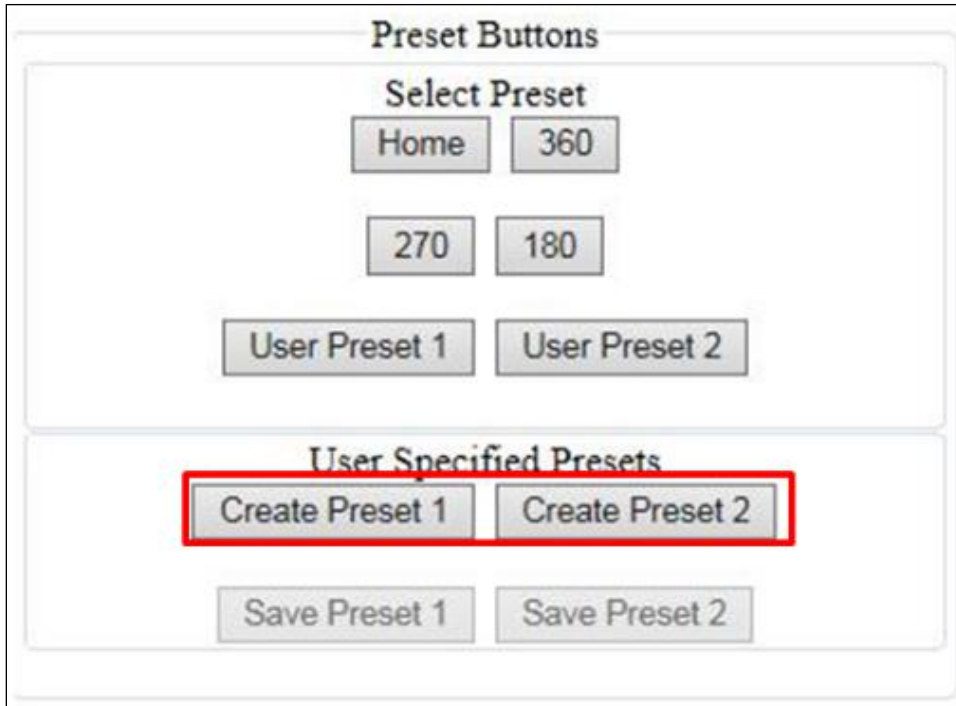 Preset Buttons
Select Preset
Home 360
270 180
User Preset 1 User Preset 2
User Specified Presets
Create Preset 1 Create Preset 2
Save Preset 1 Save Preset 2